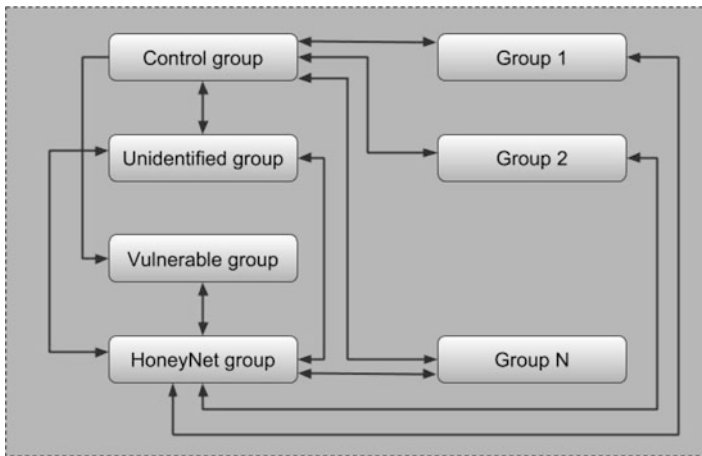 Control group
Group 1
Unidentified group
Group 2
Vulnerable group
HoneyNet group
Group N